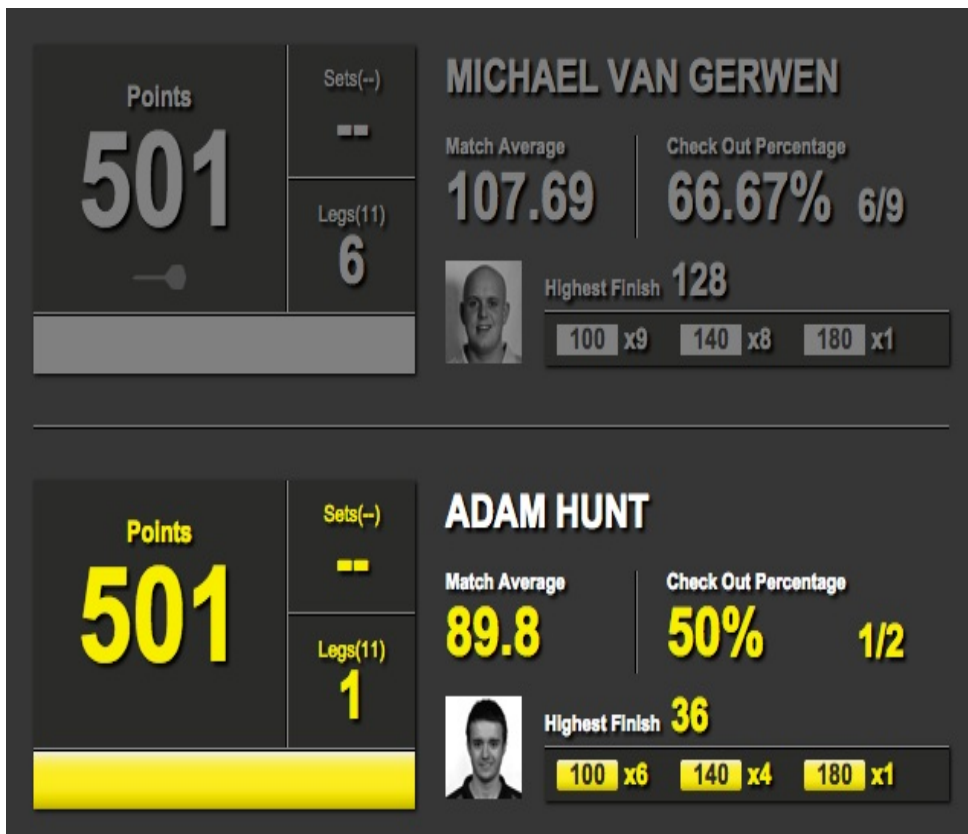 Points
501
Sets(--)
--
Legs(11)
6
MICHAEL VAN GERWEN
Match Average
107.69
Check Out Percentage
66.67% 6/9
Highest Finish 128
100 x9 140 x8 180 x1
Points
501
Sets(--)
--
Legs(11)
1
ADAM HUNT
Match Average
89.8
Check Out Percentage
50% 1/2
Highest Finish 36
100 x6 140 x4 180 x1